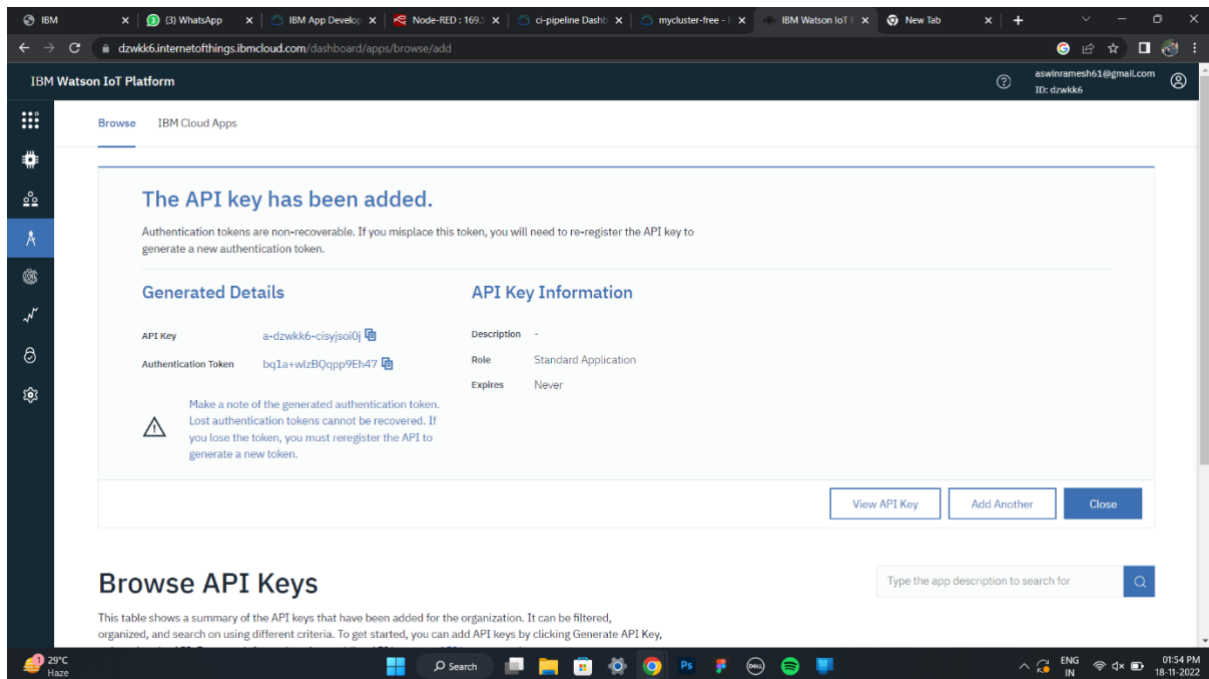 IBM
(3) WhatsApp
IBM App Develop
Node-RED : 169.5
ci-pipeline Dashb
mycluster-free - I
IBM Watson IoT P
New Tab
dzwkk6.internetofthings.ibmcloud.com/dashboard/apps/browse/add
IBM Watson IoT Platform
aswinramesh61@gmail.com
ID: dzwkk6
Browse IBM Cloud Apps
The API key has been added.
Authentication tokens are non-recoverable. If you misplace this token, you will need to re-register the API key to
generate a new authentication token.
Generated Details
API Key a-dzwkk6-cisyjsoi0j
Authentication Token bq1a+wlzBQqpp9Eh47
Make a note of the generated authentication token.
Lost authentication tokens cannot be recovered. If
you lose the token, you must reregister the API to
generate a new token.
API Key Information
Description -
Role Standard Application
Expires Never
View API Key Add Another Close
Browse API Keys
Type the app description to search for
This table shows a summary of the API keys that have been added for the organization. It can be filtered,
organized, and search on using different criteria. To get started, you can add API keys by clicking Generate API Key,
1
29°C
Haze
Search
Ps
DELL
ENG
IN
01:54 PM
18-11-2022